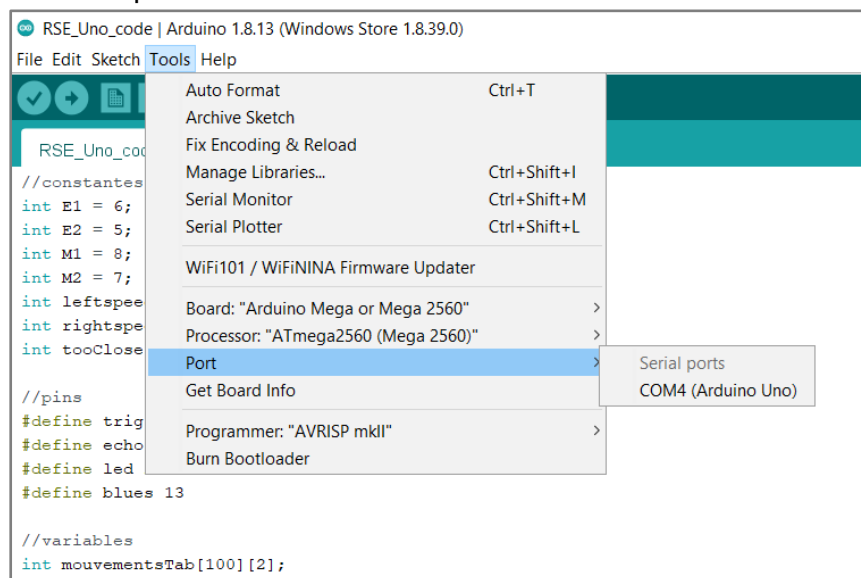 RSE_Uno_code | Arduino 1.8.13 (Windows Store 1.8.39.0)
File Edit Sketch Tools Help
Auto Format Ctrl+T
Archive Sketch
Fix Encoding & Reload
Manage Libraries... Ctrl+Shift+I
Serial Monitor Ctrl+Shift+M
Serial Plotter Ctrl+Shift+L
WiFi101 / WiFiNINA Firmware Updater
Board: "Arduino Mega or Mega 2560"
Processor: "ATmega2560 (Mega 2560)"
Port
Serial ports
COM4 (Arduino Uno)
Get Board Info
Programmer: "AVRISP mkII"
Burn Bootloader
RSE_Uno_cod
//constantes
int E1 = 6;
int E2 = 5;
int M1 = 8;
int M2 = 7;
int leftspee
int rightspe
int tooClose
//pins
#define trig
#define echo
#define led
#define blues 13
//variables
int mouvementsTab[100][2];